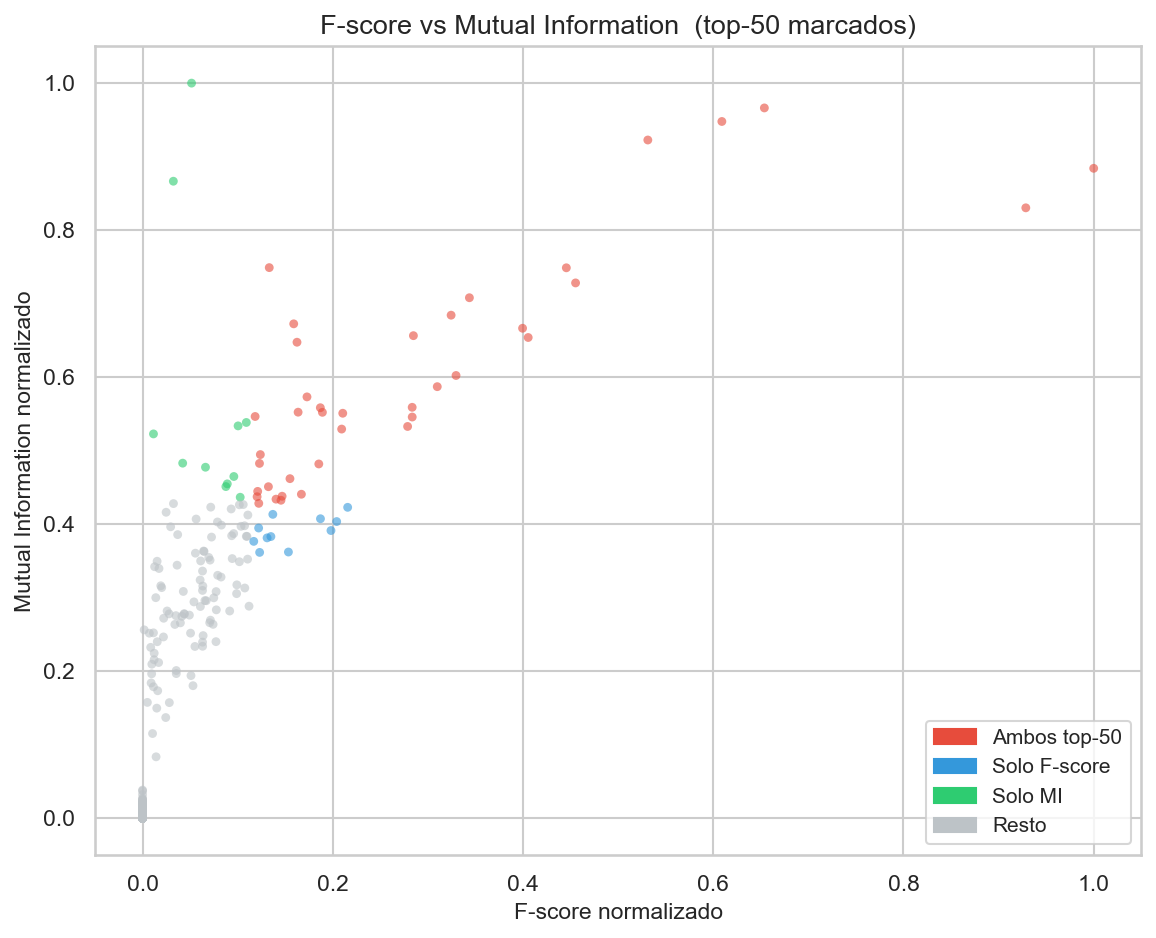 F-score vs Mutual Information  (top-50 marcados)
Mutual Information normalizado
1.0
0.8
0.6
0.4
0.2
0.0
0.0
0.2
0.4
0.6
0.8
1.0
F-score normalizado
Ambos top-50
Solo F-score
Solo MI
Resto